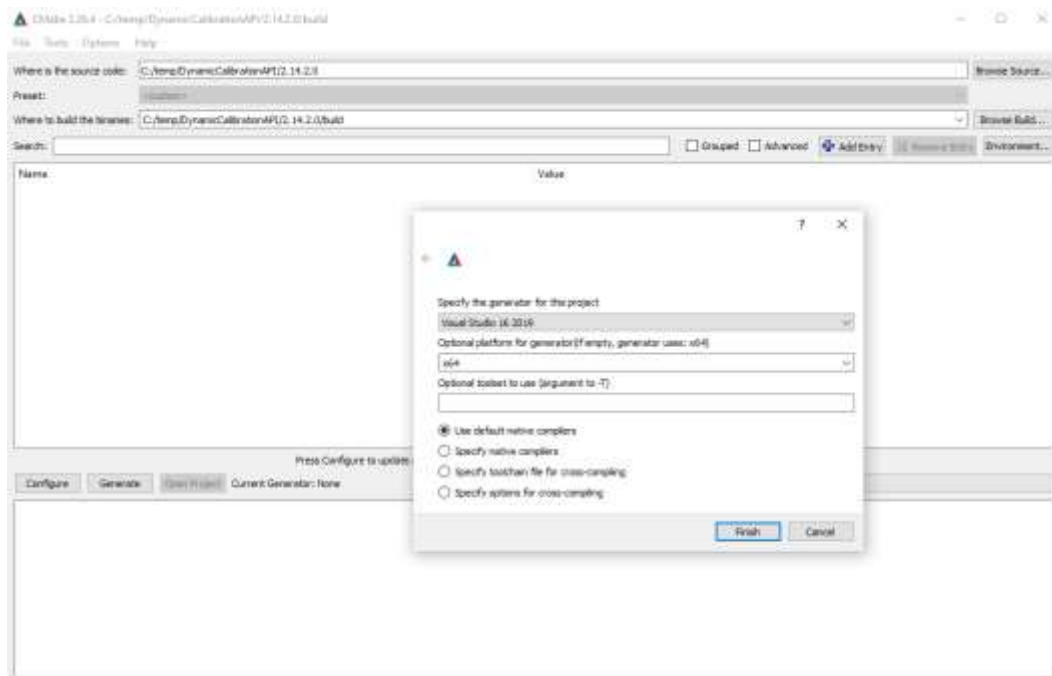 C:/temp/DynamicCalibrationAPI/2.14.2.0/build
File Tools Options Help
Where is the source code: C:/temp/DynamicCalibrationAPI/2.14.2.0 Browse Source...
Preset: <custom>
Where to build the binaries: C:/temp/DynamicCalibrationAPI/2.14.2.0/build Browse Build...
Search: Grouped Advanced Add Entry Remove Entry Environment...
Name Value
? ×
Specify the generator for this project
Visual Studio 16 2019
Optional platform for generator(if empty, generator uses: x64)
x64
Optional toolset to use (argument to -T)
Use default native compilers
Specify native compilers
Specify toolchain file for cross-compiling
Specify options for cross-compiling
Finish Cancel
Press Configure to update
Configure Generate Open Project Current Generator: None